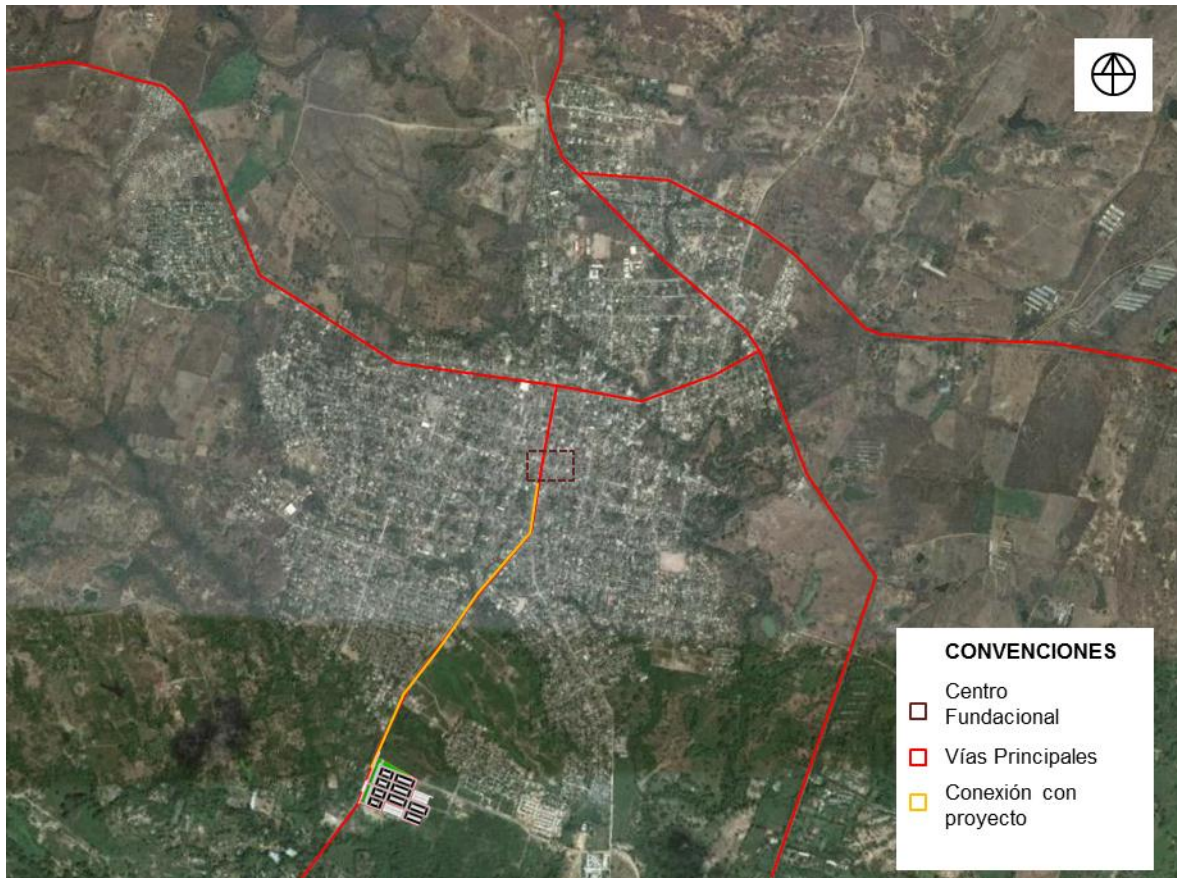 CONVENCIONES
Centro
Fundacional
Vías Principales
Conexión con
proyecto